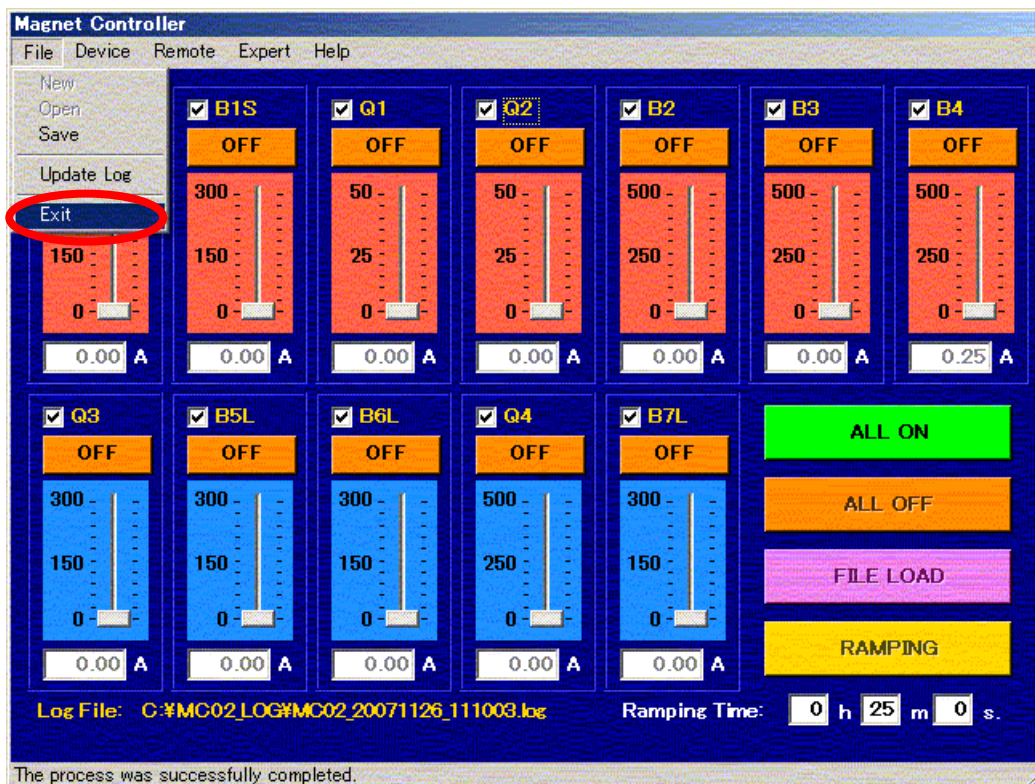 Magnet Controller
File Device Remote Expert Help
New
Open
Save
Update Log
Exit
B1S Q1 Q2 B2 B3 B4
OFF OFF OFF OFF OFF OFF
300 50 50 500 500 500
150 150 25 25 250 250 250
0 0 0 0 0 0 0
0.00 A 0.00 A 0.00 A 0.00 A 0.00 A 0.00 A 0.25 A
Q3 B5L B6L Q4 B7L
OFF OFF OFF OFF OFF
300 300 300 500 300
150 150 150 250 150
0 0 0 0 0
0.00 A 0.00 A 0.00 A 0.00 A 0.00 A
ALL ON
ALL OFF
FILE LOAD
RAMPING
Log File: C:¥MC02_LOG¥MC02_20071126_111003.log
Ramping Time: 0 h 25 m 0 s.
The process was successfully completed.